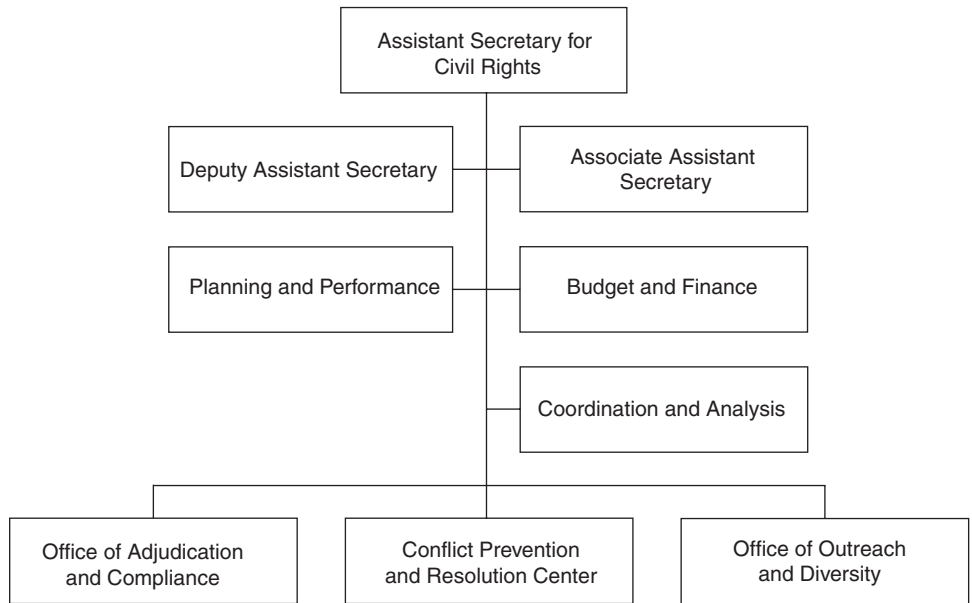 Assistant Secretary for
Civil Rights
Deputy Assistant Secretary
Associate Assistant
Secretary
Planning and Performance
Budget and Finance
Coordination and Analysis
Office of Adjudication
and Compliance
Conflict Prevention
and Resolution Center
Office of Outreach
and Diversity